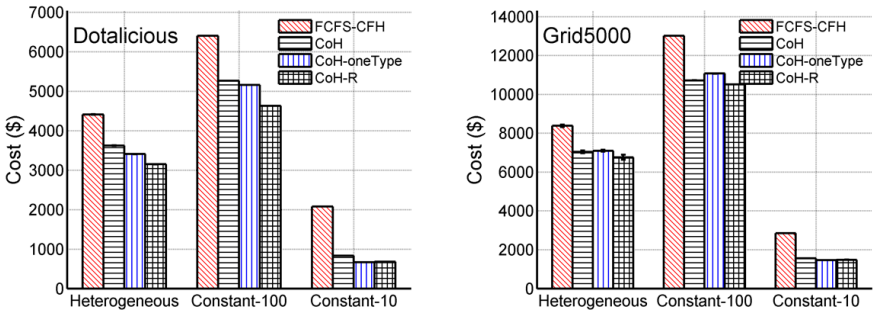 Dotalicious
FCFS-CFH
CoH
CoH-oneType
CoH-R
Cost ($)
7000
6000
5000
4000
3000
2000
1000
0
Heterogeneous Constant-100 Constant-10
Grid5000
FCFS-CFH
CoH
CoH-oneType
CoH-R
Cost ($)
14000
12000
10000
8000
6000
4000
2000
0
Heterogeneous Constant-100 Constant-10